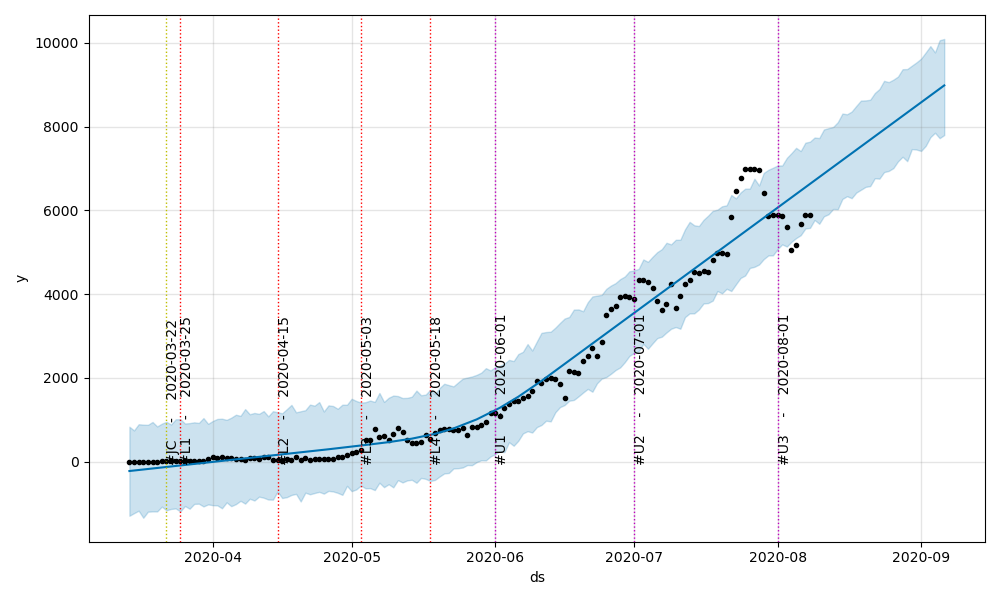 10000
8000
6000
4000
2000
0
y
#JC - 2020-03-22
#L1 - 2020-03-25
#L2 - 2020-04-15
#L3 - 2020-05-03
#L4 - 2020-05-18
#U1 - 2020-06-01
#U2 - 2020-07-01
#U3 - 2020-08-01
2020-04 2020-05 2020-06 2020-07 2020-08 2020-09
ds